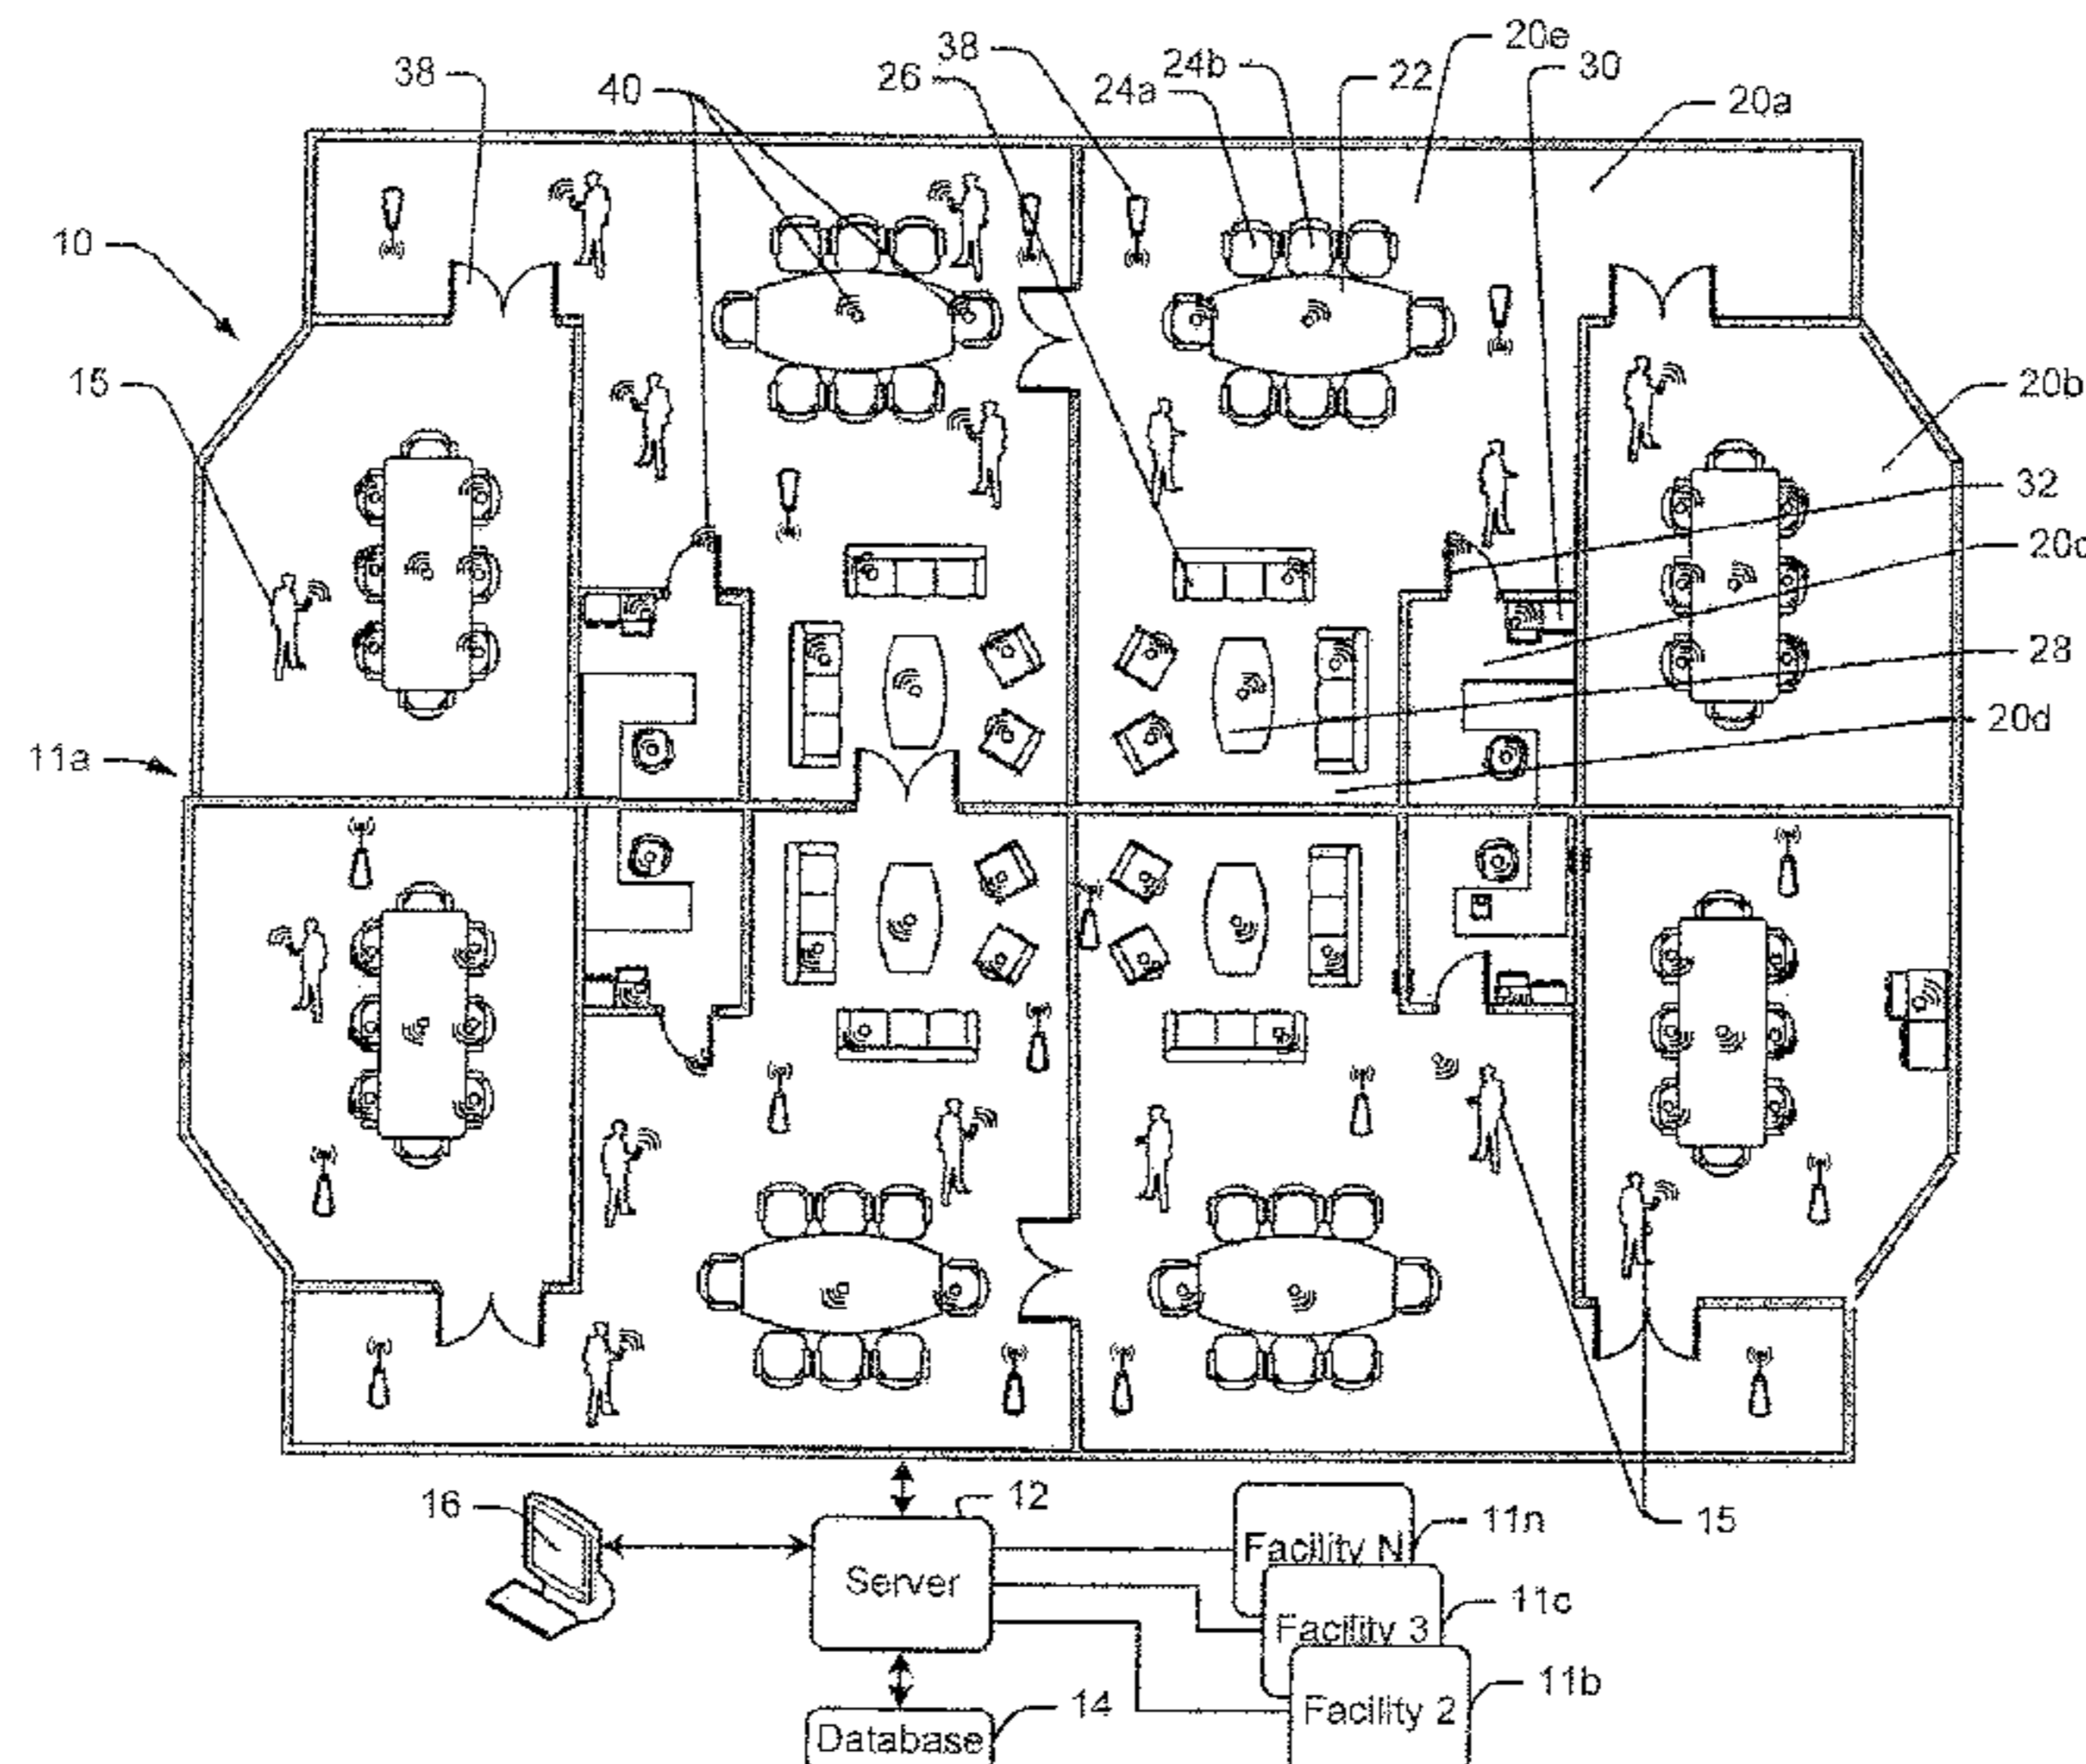 38
40
26
38
24a
24b
20e
22
30
20a
10
15
20b
32
20c
28
20d
11a
16
12
Server
Facility N
11n
15
Facility 3
11c
Facility 2
11b
Database
14